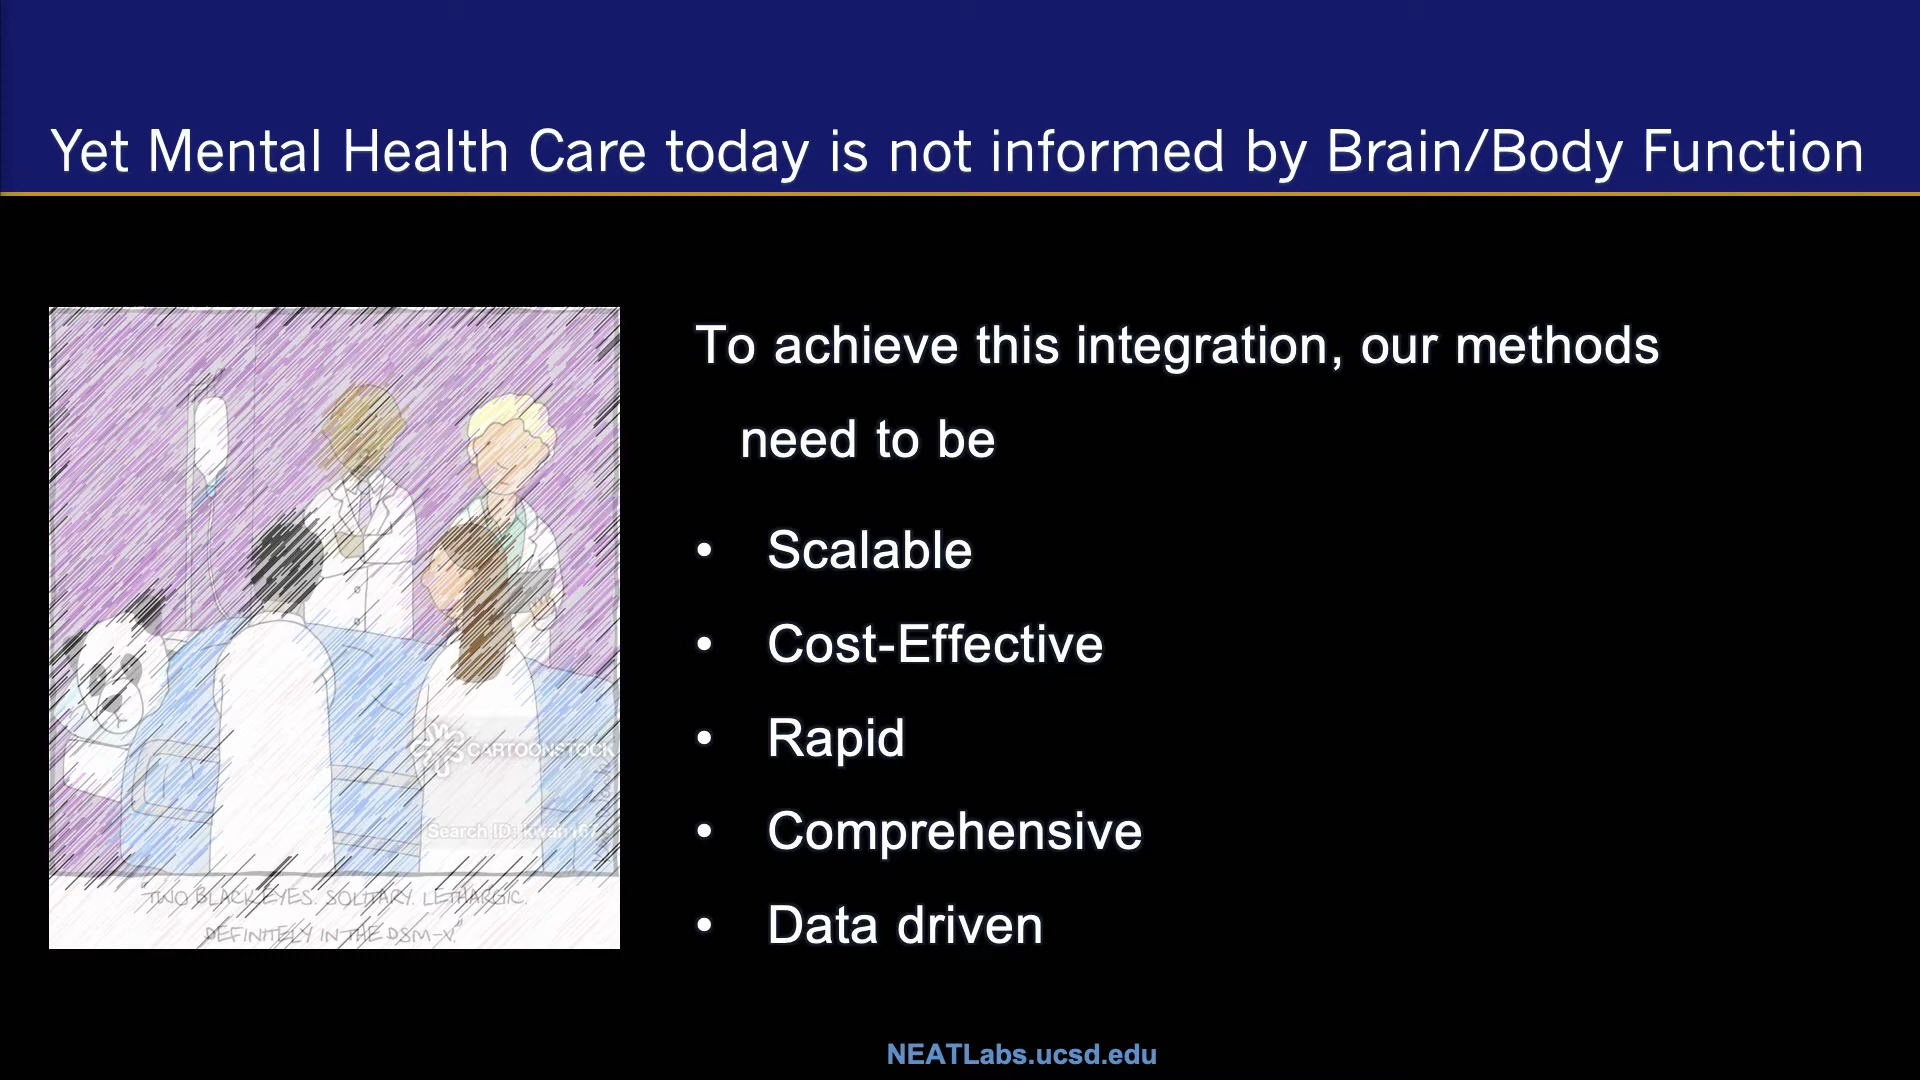 Yet Mental Health Care today is not informed by Brain/Body Function
To achieve this integration, our methods
need to be
• Scalable
• Cost-Effective
• Rapid
• Comprehensive
• Data driven
CARTOONSTOCK
Search ID:
TWO BLACK EYES. SOLITARY. LETHARGIC.
DEFINITELY IN THE DSM-V."
NEATLabs.ucsd.edu